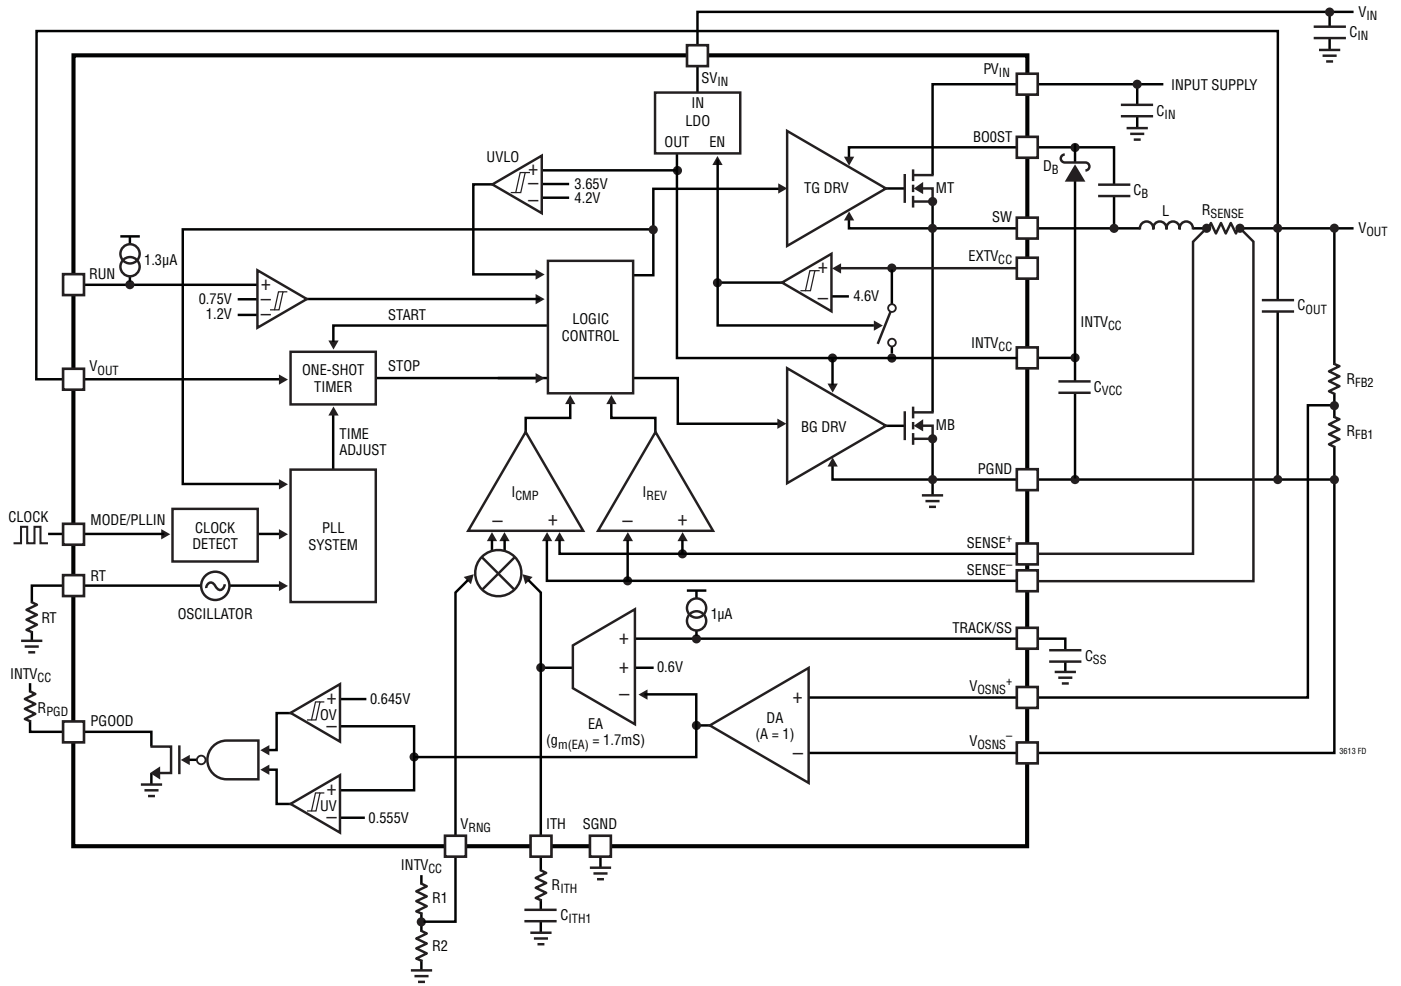 VIN
CIN
SVIN
PVIN
INPUT SUPPLY
CIN
IN
LDO
OUT EN
BOOST
DB
CB
UVLO
3.65V
4.2V
TG DRV
MT
SW
L
RSENSE
VOUT
1.3µA
RUN
0.75V
1.2V
EXTVCC
4.6V
LOGIC
CONTROL
START
INTVCC
COUT
INTVCC
VOUT
ONE-SHOT
TIMER
STOP
CVCC
RFB2
BG DRV
MB
RFB1
TIME
ADJUST
PGND
ICMP
IREV
CLOCK
MODE/PLLIN
CLOCK
DETECT
PLL
SYSTEM
SENSE+
SENSE–
RT
RT
OSCILLATOR
1µA
TRACK/SS
CSS
0.6V
INTVCC
RPGD
PGOOD
0.645V
OV
EA
(gm(EA) = 1.7mS)
DA
(A = 1)
VOSNS+
VOSNS–
3613 FD
UV
0.555V
VRNG
ITH
SGND
INTVCC
R1
R2
RITH
CITH1